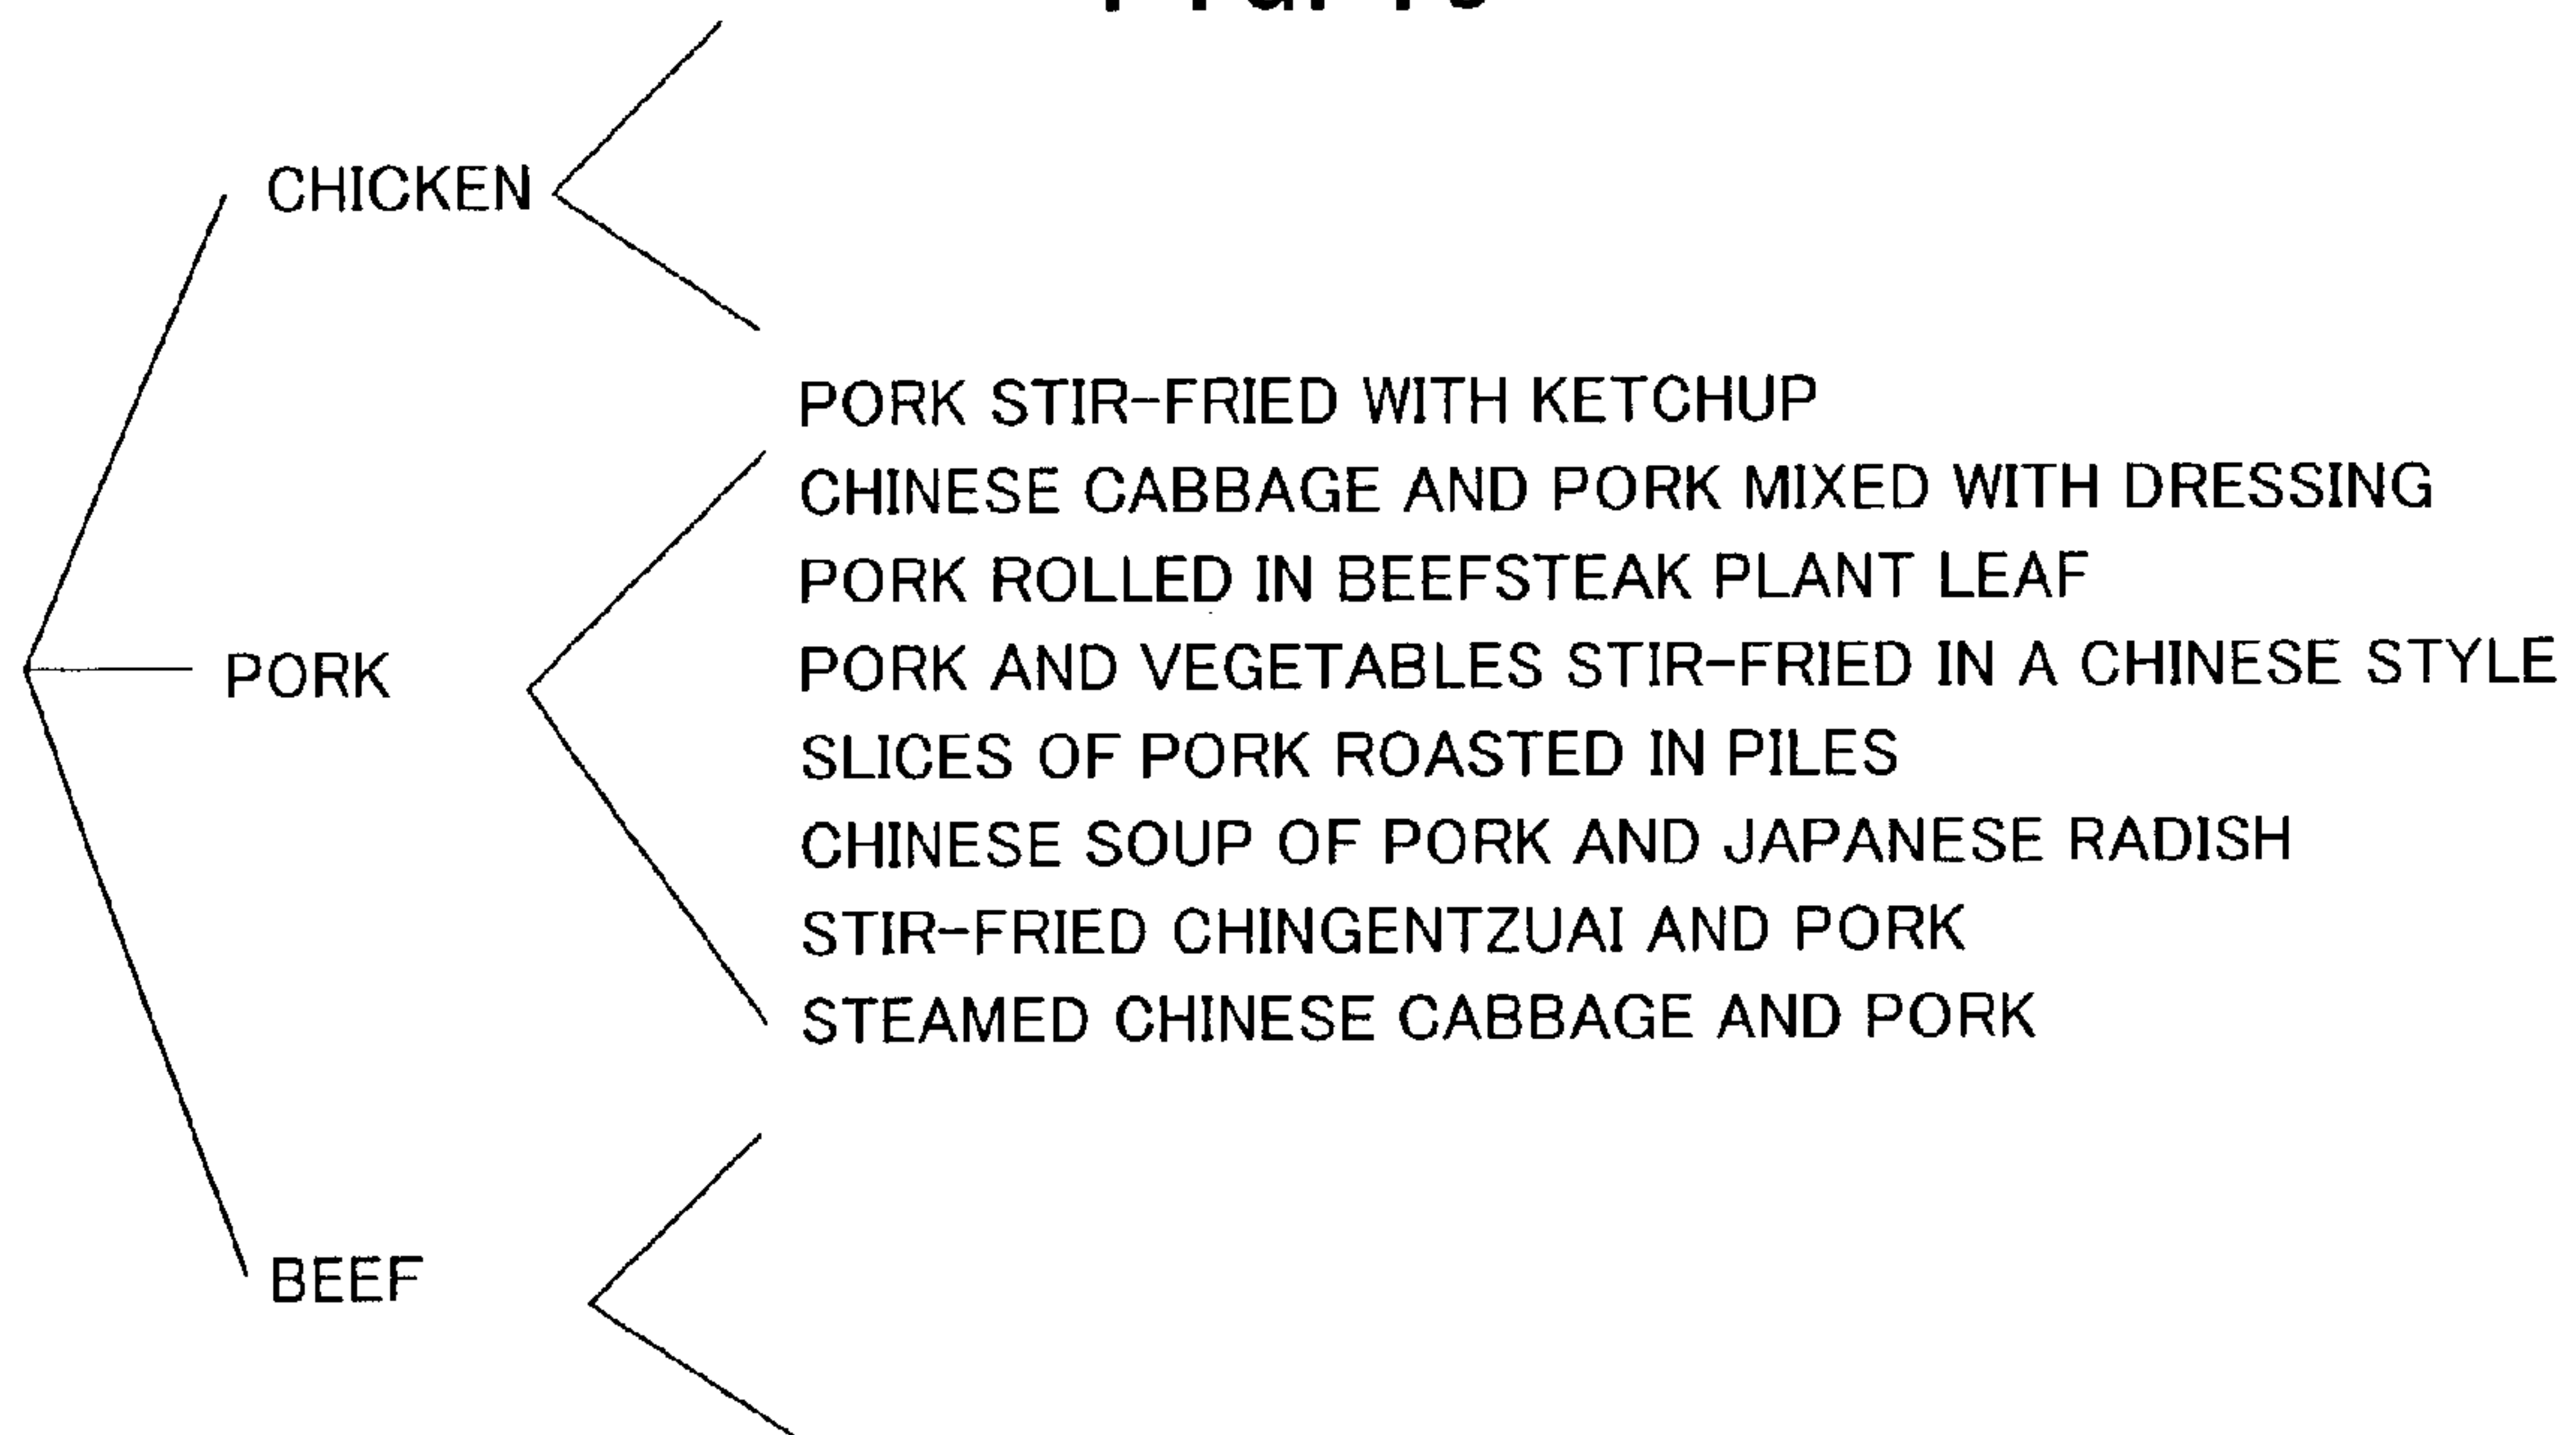 CHICKEN
PORK STIR-FRIED WITH KETCHUP
CHINESE CABBAGE AND PORK MIXED WITH DRESSING
PORK ROLLED IN BEEFSTEAK PLANT LEAF
PORK AND VEGETABLES STIR-FRIED IN A CHINESE STYLE
PORK
SLICES OF PORK ROASTED IN PILES
CHINESE SOUP OF PORK AND JAPANESE RADISH
STIR-FRIED CHINGENTZUAI AND PORK
STEAMED CHINESE CABBAGE AND PORK
BEEF